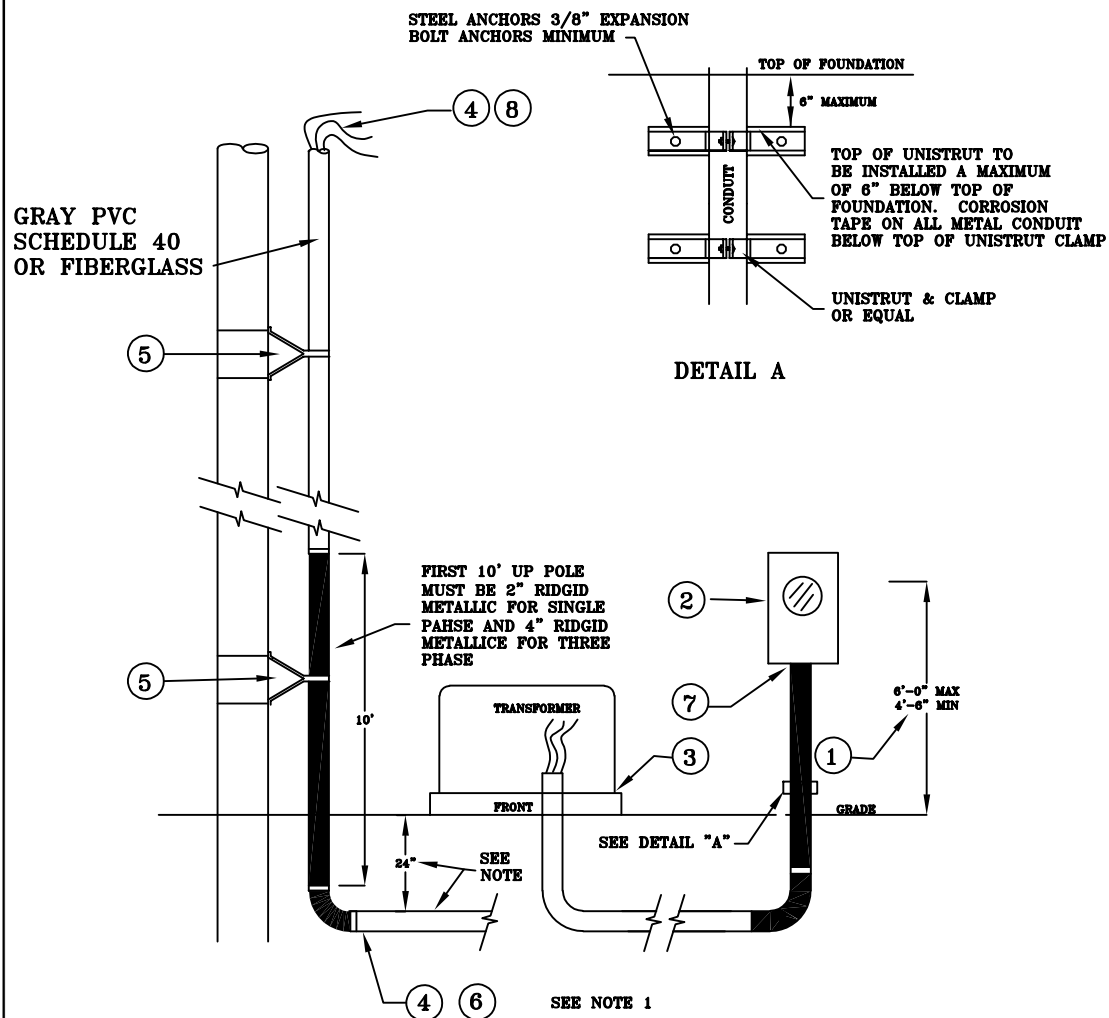 STEEL ANCHORS 3/8" EXPANSION
BOLT ANCHORS MINIMUM
TOP OF FOUNDATION
6" MAXIMUM
4 8
TOP OF UNISTRUT TO
BE INSTALLED A MAXIMUM
OF 6" BELOW TOP OF
FOUNDATION. CORROSION
TAPE ON ALL METAL CONDUIT
BELOW TOP OF UNISTRUT CLAMP
CONDUIT
GRAY PVC
SCHEDULE 40
OR FIBERGLASS
UNISTRUT & CLAMP
OR EQUAL
5
DETAIL A
FIRST 10' UP POLE
MUST BE 2" RIDGID
METALLIC FOR SINGLE
PAHSE AND 4" RIDGID
METALLICE FOR THREE
PHASE
2
5
7
6'-0" MAX
4'-6" MIN
10'
TRANSFORMER
3
1
FRONT
GRADE
SEE DETAIL "A"
24"
SEE
NOTE
4 6
SEE NOTE 1